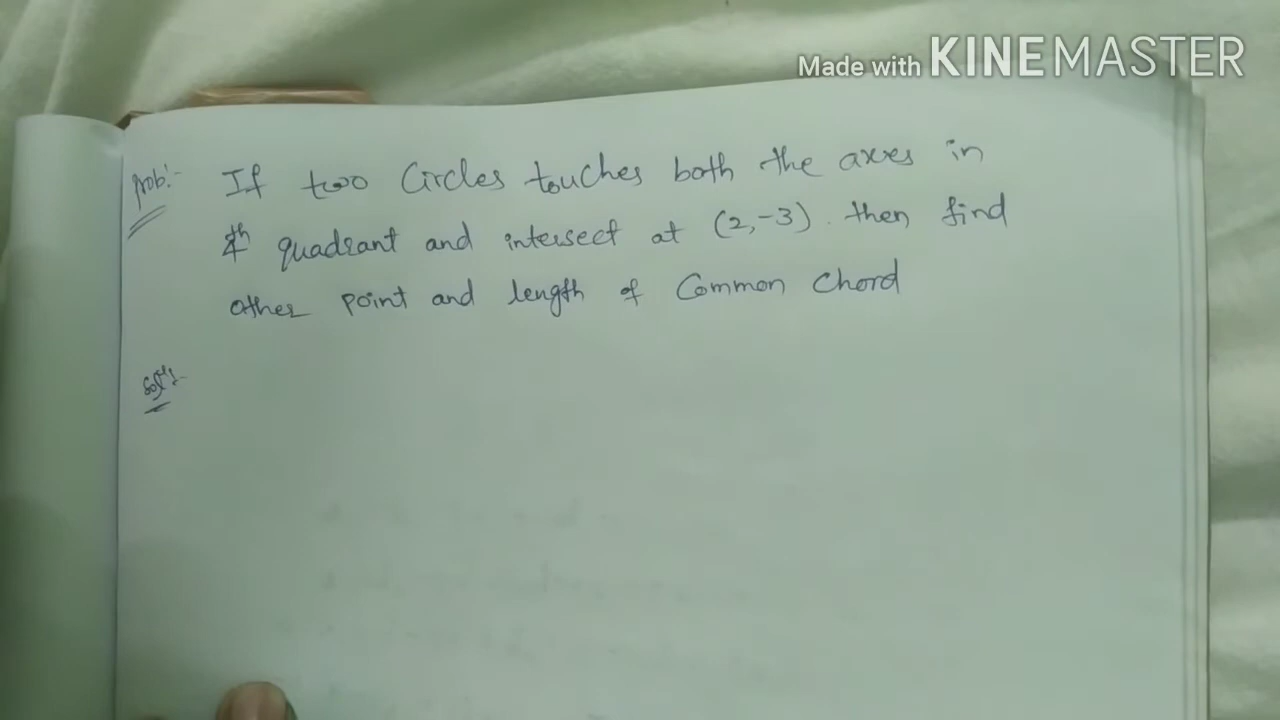 Made with KINEMASTER
Prob:- If two Circles touches both the axes in
4th quadrant and intersect at (2,-3). then find
other point and length of Common Chord
Sol:-